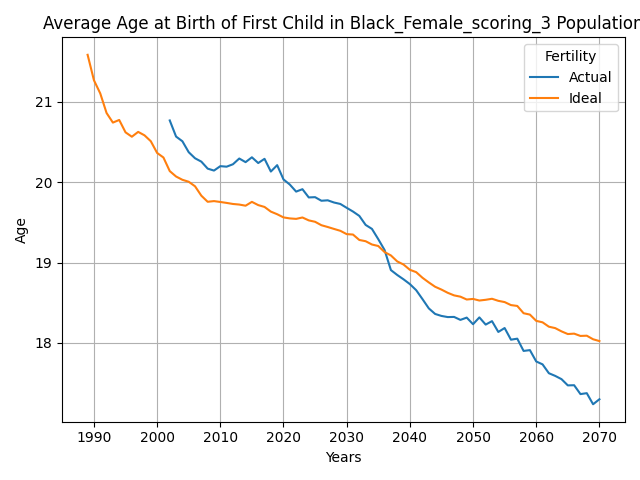 Average Age at Birth of First Child in Black_Female_scoring_3 Population
Fertility
Actual
Ideal
21
20
19
18
Age
1990 2000 2010 2020 2030 2040 2050 2060 2070
Years